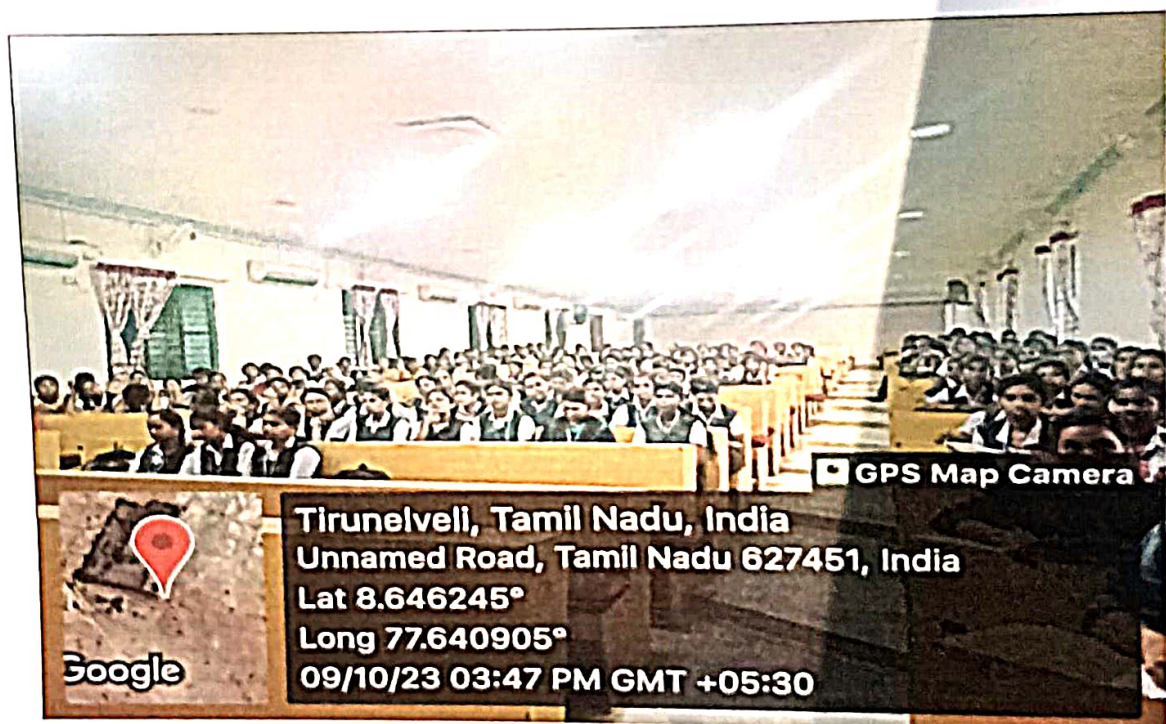 GPS Map Camera
Tirunelveli, Tamil Nadu, India
Unnamed Road, Tamil Nadu 627451, India
Lat 8.646245°
Long 77.640905°
09/10/23 03:47 PM GMT +05:30
Google